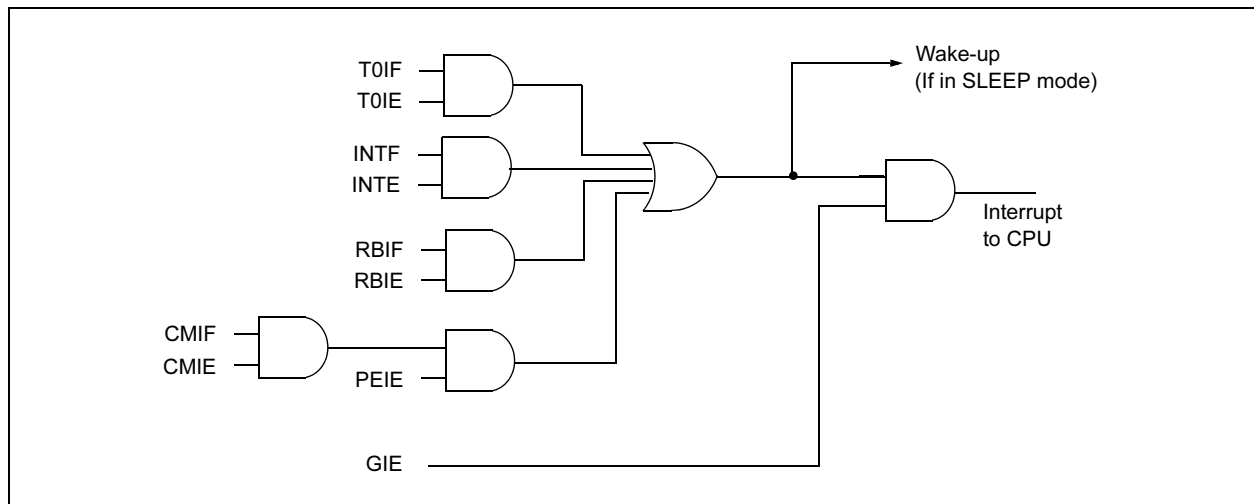 T0IF
T0IE
INTF
INTE
RBIF
RBIE
CMIF
CMIE
PEIE
GIE
Wake-up
(If in SLEEP mode)
Interrupt
to CPU